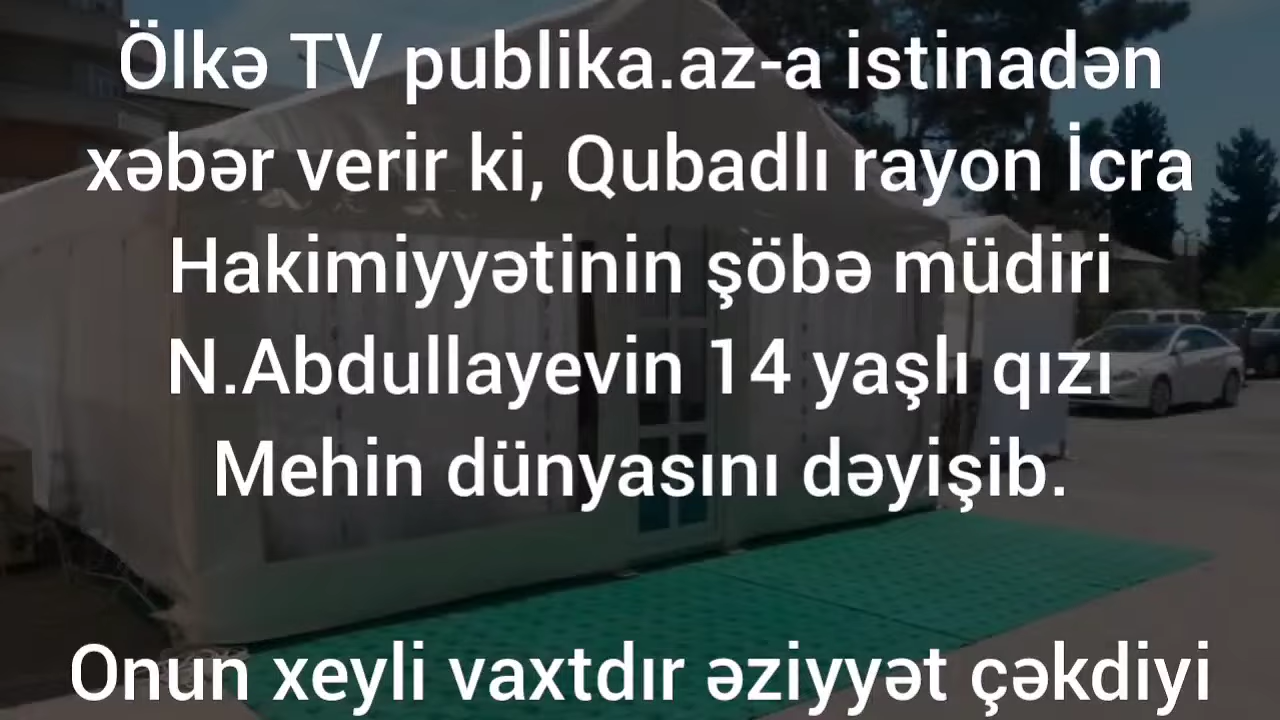 Ölkə TV publika.az-a istinadən
xəbər verir ki, Qubadlı rayon İcra
Hakimiyyətinin şöbə müdiri
N.Abdullayevin 14 yaşlı qızı
Mehin dünyasını dəyişib.
Onun xeyli vaxtdır əziyyət çəkdiyi